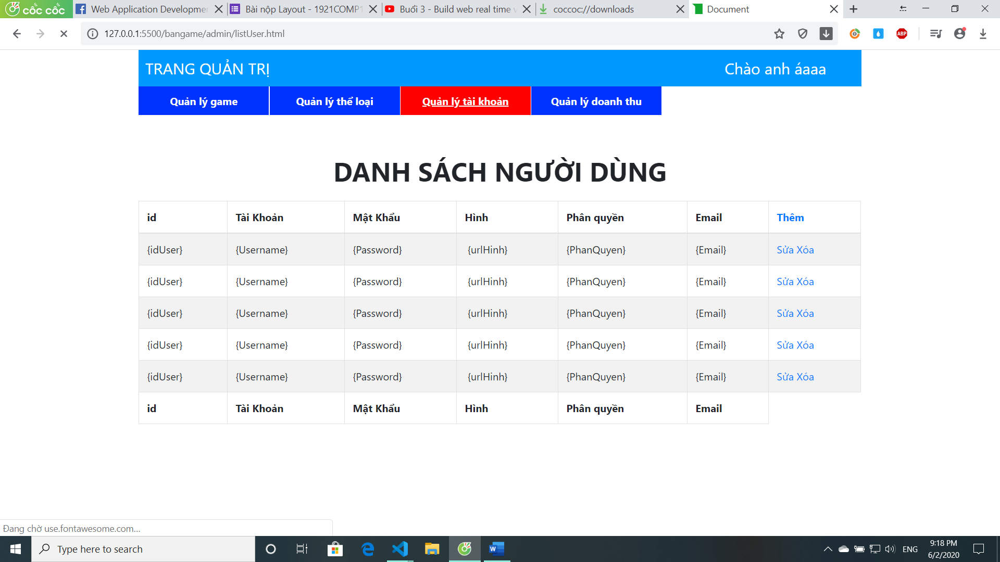 cốc cốc Web Application Developmen Bài nộp Layout - 1921COMP1 Buổi 3 - Build web real time v coccoc://downloads Document
127.0.0.1:5500/bangame/admin/listUser.html
ABP
TRANG QUẢN TRỊ Chào anh áaaa
Quản lý game Quản lý thể loại Quản lý tài khoản Quản lý doanh thu
DANH SÁCH NGƯỜI DÙNG
id Tài Khoản Mật Khẩu Hình Phân quyền Email Thêm
{idUser} {Username} {Password} {urlHinh} {PhanQuyen} {Email} Sửa Xóa
{idUser} {Username} {Password} {urlHinh} {PhanQuyen} {Email} Sửa Xóa
{idUser} {Username} {Password} {urlHinh} {PhanQuyen} {Email} Sửa Xóa
{idUser} {Username} {Password} {urlHinh} {PhanQuyen} {Email} Sửa Xóa
{idUser} {Username} {Password} {urlHinh} {PhanQuyen} {Email} Sửa Xóa
id Tài Khoản Mật Khẩu Hình Phân quyền Email
Đang chờ use.fontawesome.com...
Type here to search
ENG
9:18 PM
6/2/2020